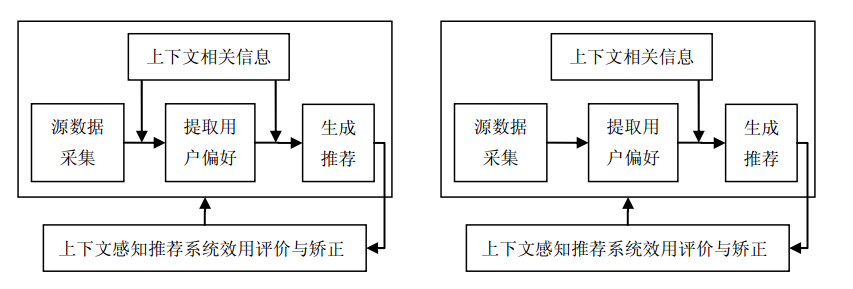 上下文相关信息
源数据
采集
提取用
户偏好
生成
推荐
上下文感知推荐系统效用评价与矫正
上下文相关信息
源数据
采集
提取用
户偏好
生成
推荐
上下文感知推荐系统效用评价与矫正